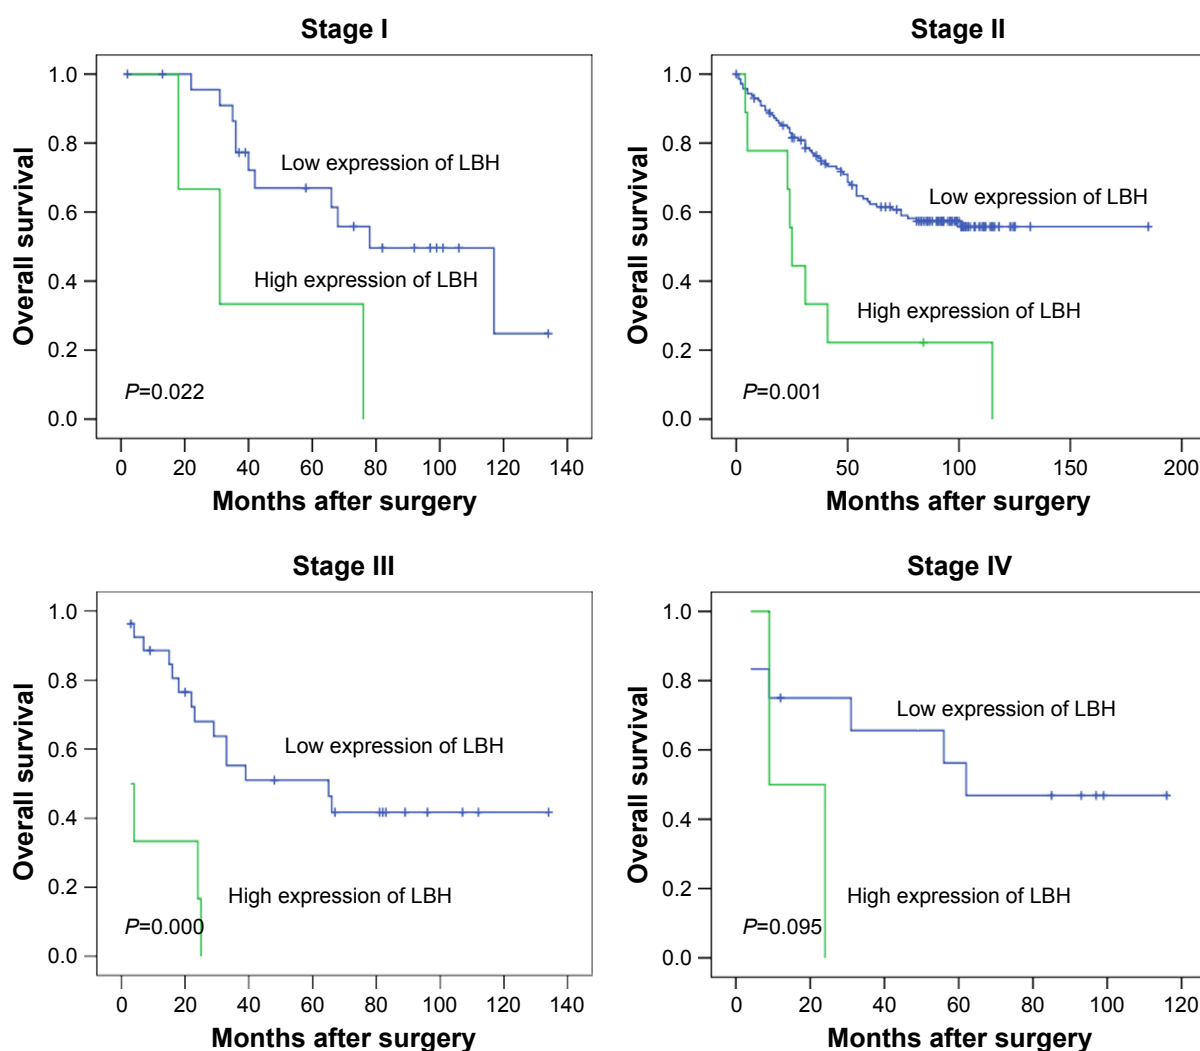 Stage I
Overall survival
1.0
0.8
0.6
0.4
0.2
0.0
Low expression of LBH
High expression of LBH
P=0.022
0 20 40 60 80 100 120 140
Months after surgery
Stage II
Overall survival
1.0
0.8
0.6
0.4
0.2
0.0
Low expression of LBH
High expression of LBH
P=0.001
0 50 100 150 200
Months after surgery
Stage III
Overall survival
1.0
0.8
0.6
0.4
0.2
0.0
Low expression of LBH
High expression of LBH
P=0.000
0 20 40 60 80 100 120 140
Months after surgery
Stage IV
Overall survival
1.0
0.8
0.6
0.4
0.2
0.0
Low expression of LBH
High expression of LBH
P=0.095
0 20 40 60 80 100 120
Months after surgery